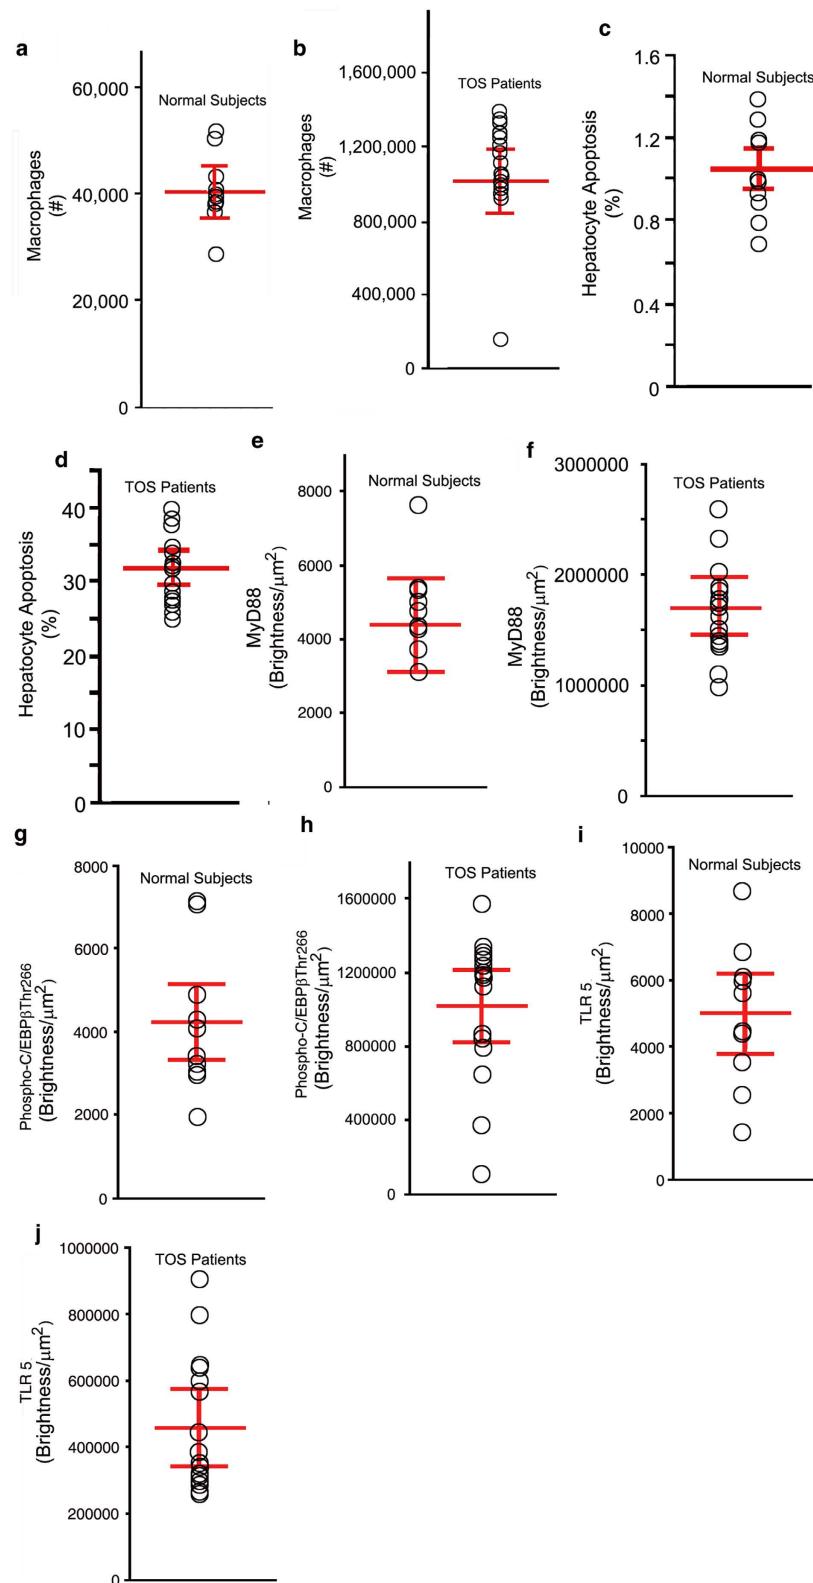 a
Macrophages
(#)
60,000
40,000
20,000
0
Normal Subjects
b
Macrophages
(#)
1,600,000
1,200,000
800,000
400,000
0
TOS Patients
c
Hepatocyte Apoptosis
(%)
1.6
1.2
0.8
0.4
0
Normal Subjects
d
Hepatocyte Apoptosis
(%)
40
30
20
10
0
TOS Patients
e
MyD88
(Brightness/μm²)
8000
6000
4000
2000
0
Normal Subjects
f
MyD88
(Brightness/μm²)
3000000
2000000
1000000
0
TOS Patients
g
Phospho-C/EBPβThr266
(Brightness/μm²)
8000
6000
4000
2000
0
Normal Subjects
h
Phospho-C/EBPβThr266
(Brightness/μm²)
1600000
1200000
800000
400000
0
TOS Patients
i
TLR 5
(Brightness/μm²)
10000
8000
6000
4000
2000
0
Normal Subjects
j
TLR 5
(Brightness/μm²)
1000000
800000
600000
400000
200000
0
TOS Patients